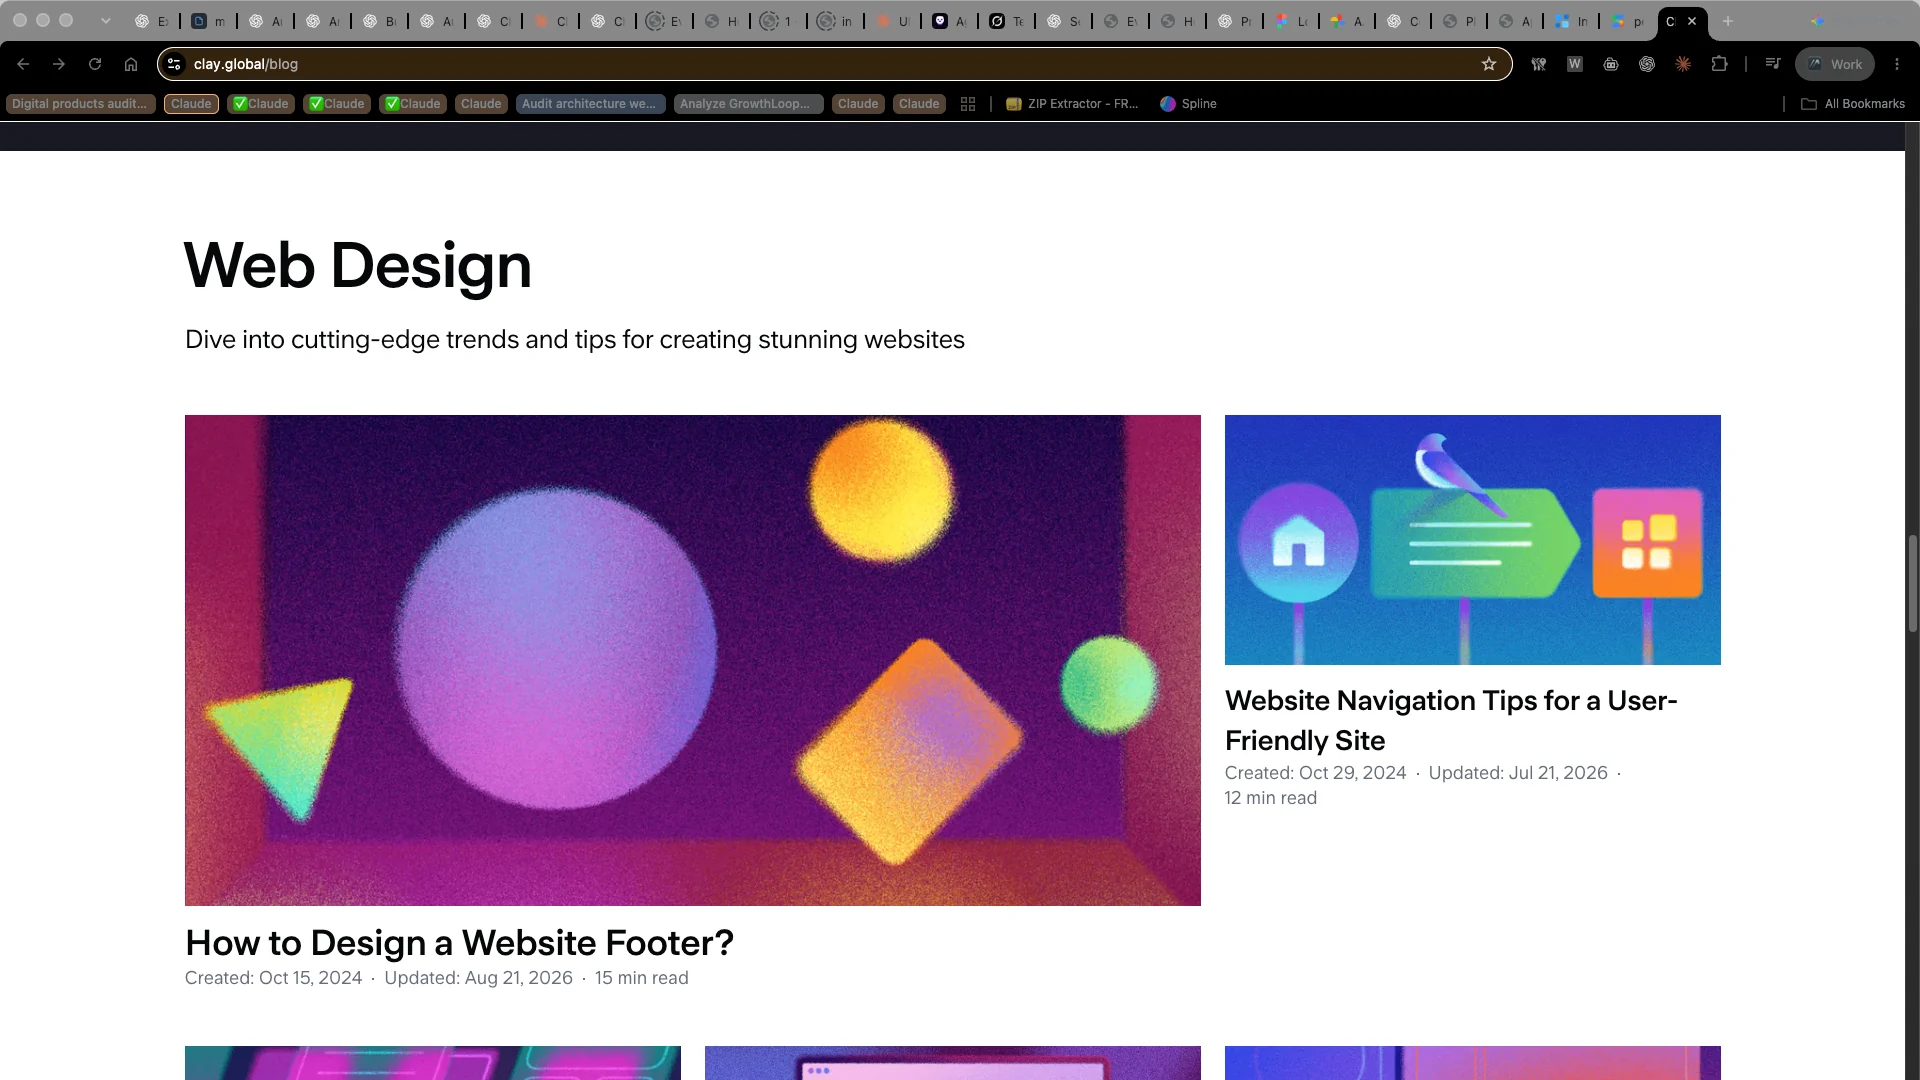 clay.global/blog
Work
Digital products audit...
Claude
✅Claude
✅Claude
✅Claude
Claude
Audit architecture we...
Analyze GrowthLoop...
Claude
Claude
ZIP Extractor - FR...
Spline
All Bookmarks
Web Design
Dive into cutting-edge trends and tips for creating stunning websites
Website Navigation Tips for a User-
Friendly Site
Created: Oct 29, 2024 · Updated: Jul 21, 2026 ·
12 min read
How to Design a Website Footer?
Created: Oct 15, 2024 · Updated: Aug 21, 2026 · 15 min read